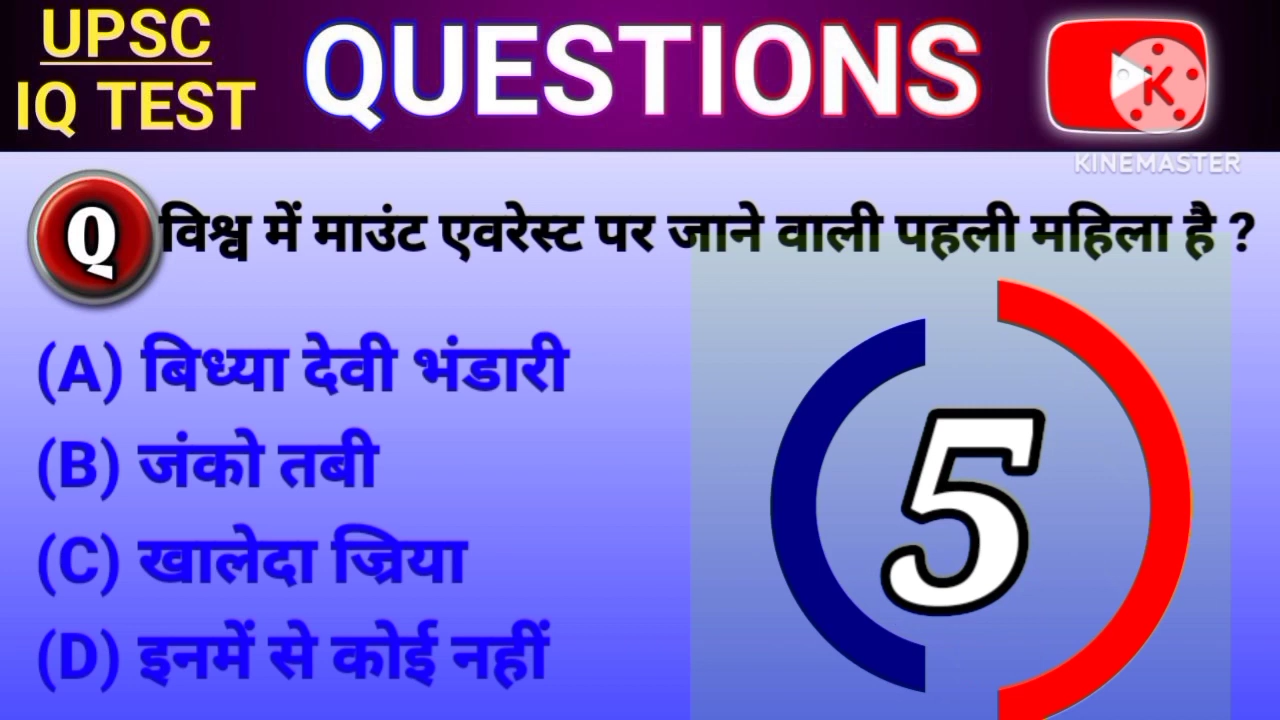 UPSC
IQ TEST
QUESTIONS
K
KINEMASTER
Q विश्व में माउंट एवरेस्ट पर जाने वाली पहली महिला है ?
(A) बिध्या देवी भंडारी
(B) जंको तबी
(C) खालेदा ज्रिया
(D) इनमें से कोई नहीं
5